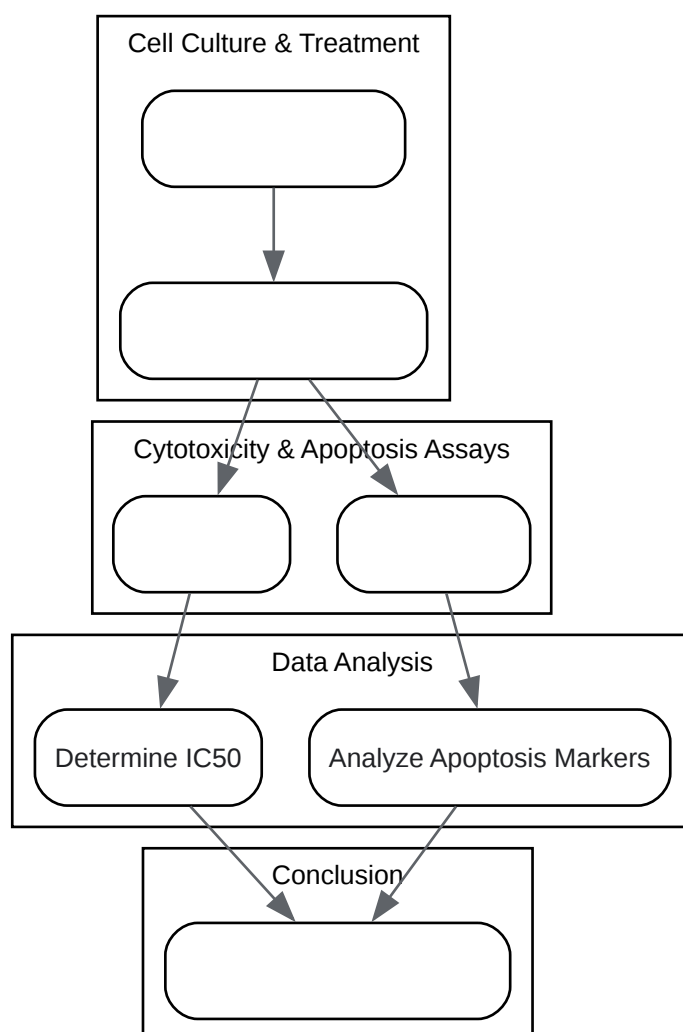 Cell Culture & Treatment
Cytotoxicity & Apoptosis Assays
Data Analysis
Determine IC50
Analyze Apoptosis Markers
Conclusion